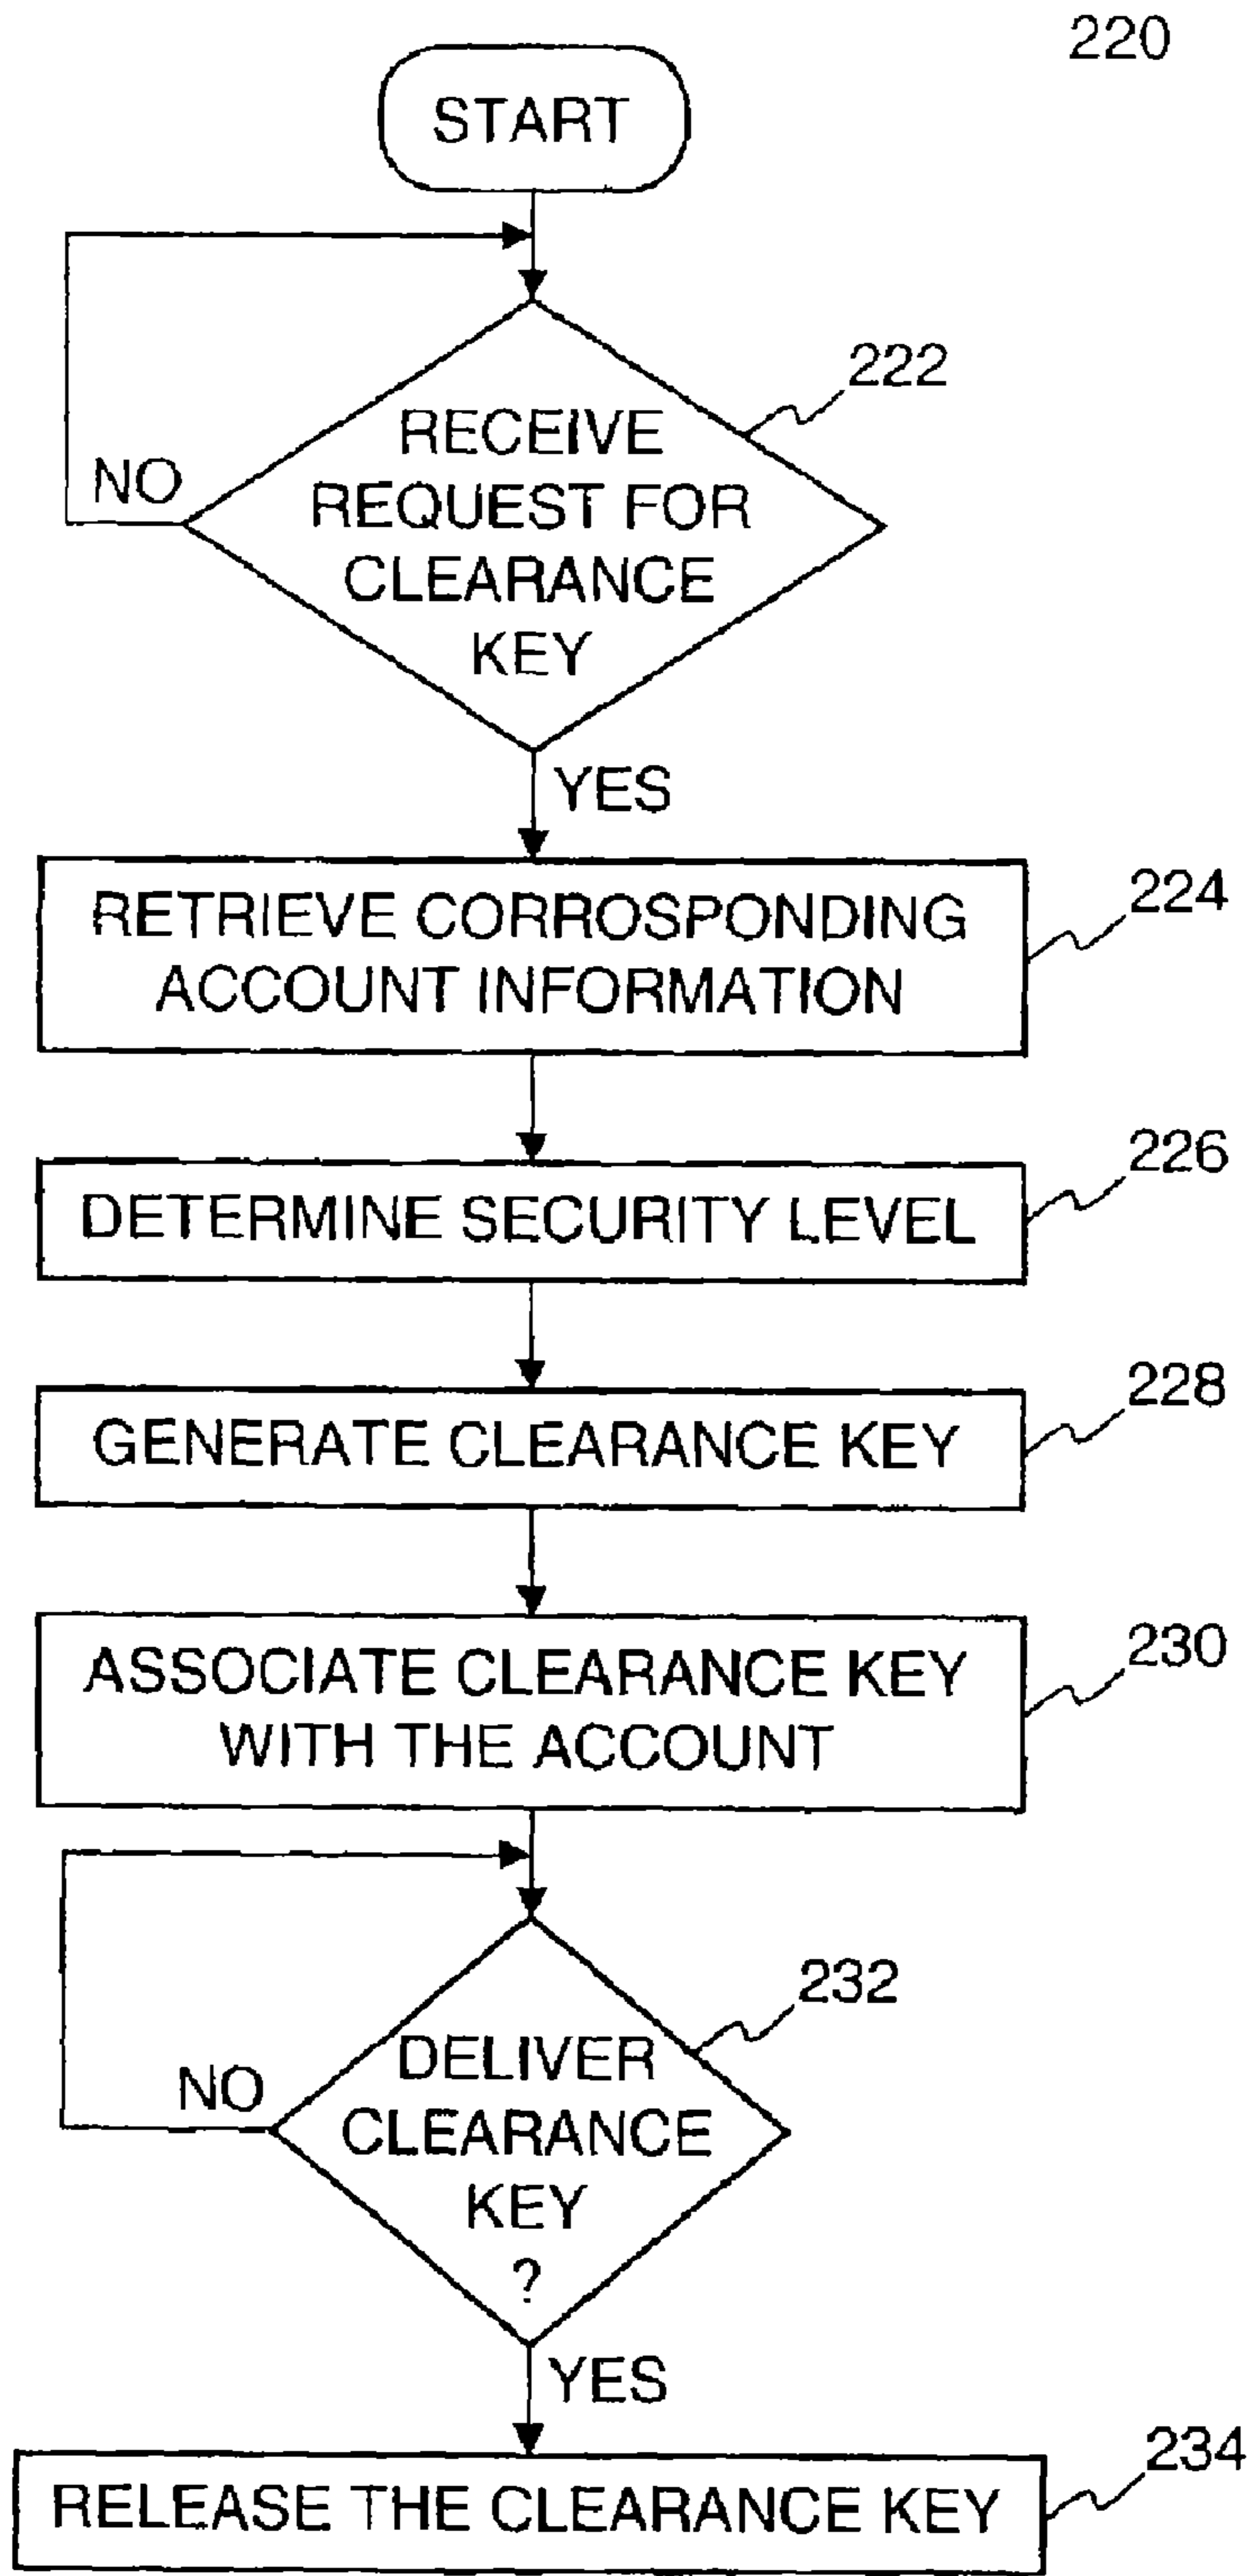 220
START
222
RECEIVE
REQUEST FOR
CLEARANCE
KEY
NO
YES
224
RETRIEVE CORROSPONDING
ACCOUNT INFORMATION
226
DETERMINE SECURITY LEVEL
228
GENERATE CLEARANCE KEY
230
ASSOCIATE CLEARANCE KEY
WITH THE ACCOUNT
232
DELIVER
CLEARANCE
KEY
?
NO
YES
234
RELEASE THE CLEARANCE KEY